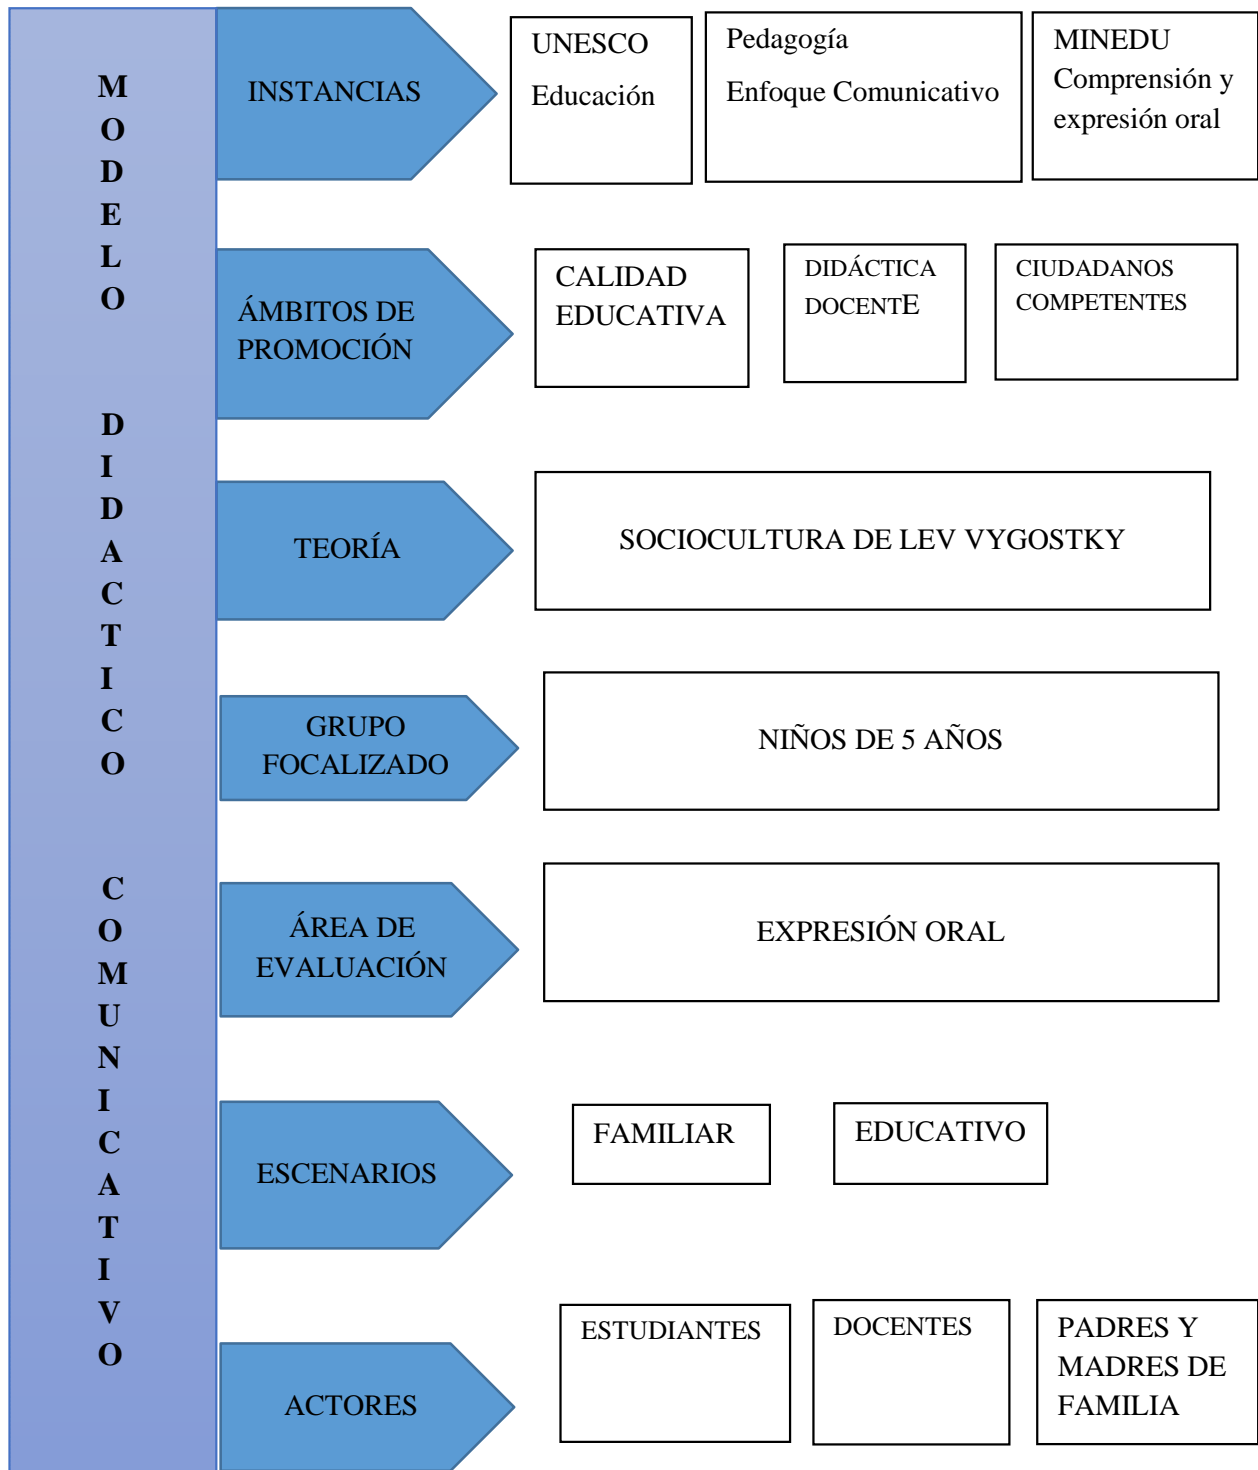 MODELO DIDACTICO COMUNICATIVO
INSTANCIAS
UNESCO
Educación
Pedagogía
Enfoque Comunicativo
MINEDU
Comprensión y
expresión oral
ÁMBITOS DE
PROMOCIÓN
CALIDAD
EDUCATIVA
DIDÁCTICA
DOCENTE
CIUDADANOS
COMPETENTES
TEORÍA
SOCIOCULTURA DE LEV VYGOSTKY
GRUPO
FOCALIZADO
NIÑOS DE 5 AÑOS
ÁREA DE
EVALUACIÓN
EXPRESIÓN ORAL
ESCENARIOS
FAMILIAR
EDUCATIVO
ACTORES
ESTUDIANTES
DOCENTES
PADRES Y
MADRES DE
FAMILIA